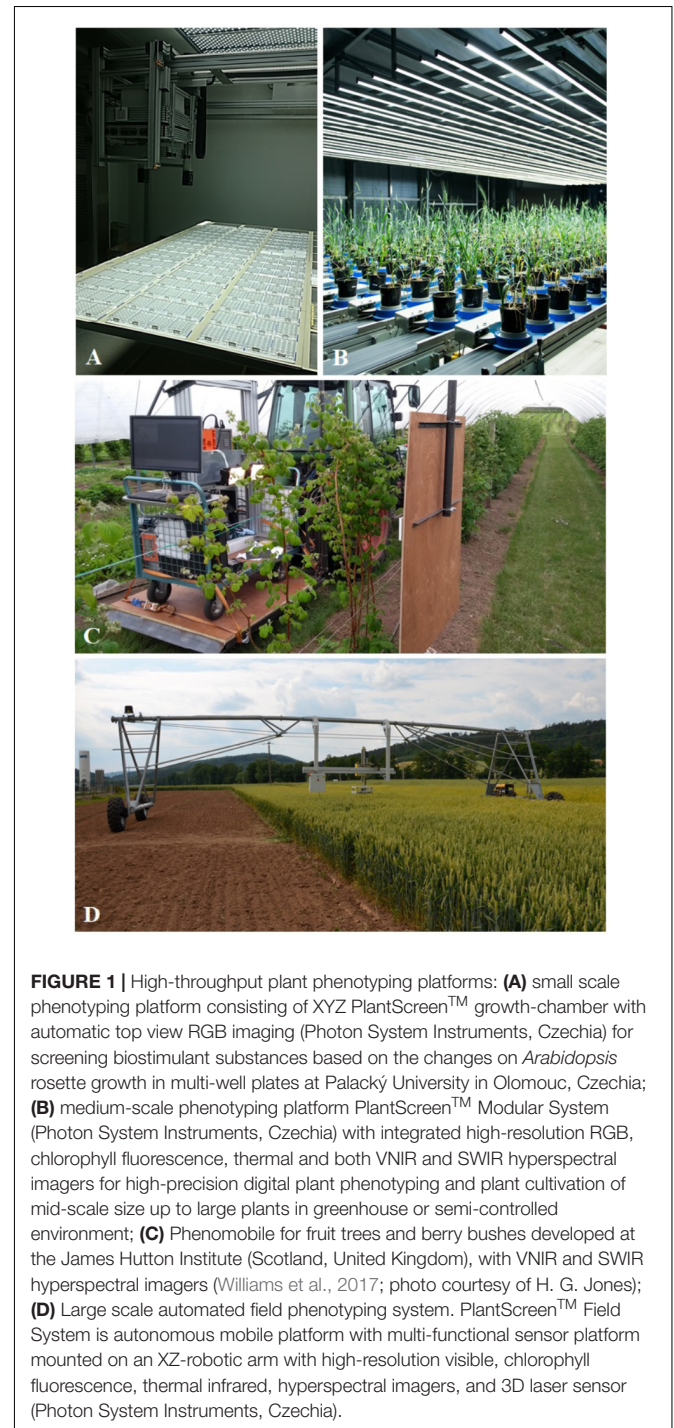 A
B
C
D
FIGURE 1 | High-throughput plant phenotyping platforms: (A) small scale
phenotyping platform consisting of XYZ PlantScreen™ growth-chamber with
automatic top view RGB imaging (Photon System Instruments, Czechia) for
screening biostimulant substances based on the changes on Arabidopsis
rosette growth in multi-well plates at Palacký University in Olomouc, Czechia;
(B) medium-scale phenotyping platform PlantScreen™ Modular System
(Photon System Instruments, Czechia) with integrated high-resolution RGB,
chlorophyll fluorescence, thermal and both VNIR and SWIR hyperspectral
imagers for high-precision digital plant phenotyping and plant cultivation of
mid-scale size up to large plants in greenhouse or semi-controlled
environment; (C) Phenomobile for fruit trees and berry bushes developed at
the James Hutton Institute (Scotland, United Kingdom), with VNIR and SWIR
hyperspectral imagers (Williams et al., 2017; photo courtesy of H. G. Jones);
(D) Large scale automated field phenotyping system. PlantScreen™ Field
System is autonomous mobile platform with multi-functional sensor platform
mounted on an XZ-robotic arm with high-resolution visible, chlorophyll
fluorescence, thermal infrared, hyperspectral imagers, and 3D laser sensor
(Photon System Instruments, Czechia).